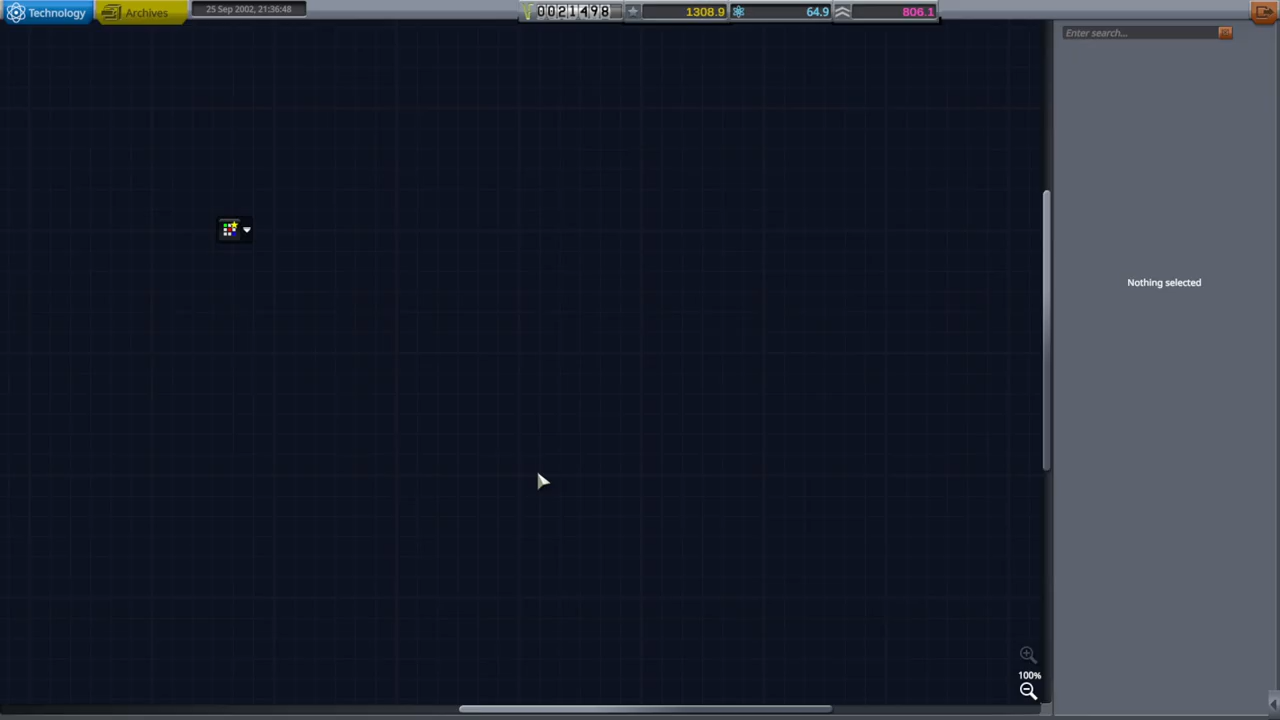 Technology
Archives
25 Sep 2002, 21:36:48
0021498
1308.9
64.9
806.1
Enter search...
Nothing selected
100%